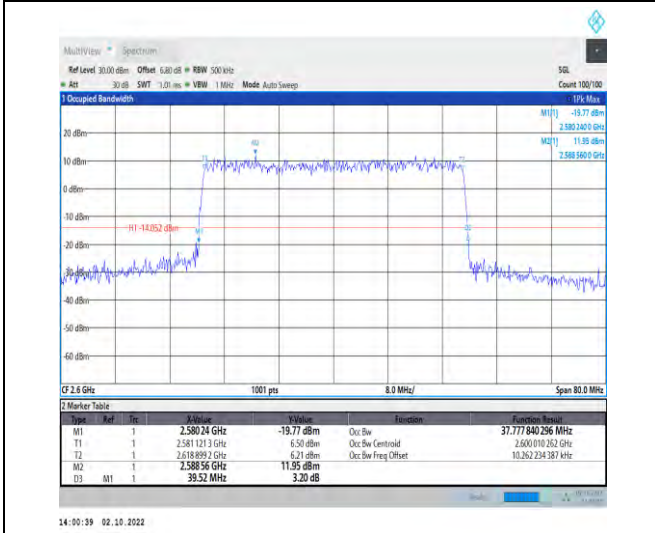 MultiView Spectrum
Ref Level 30.00 dBm Offset 6.80 dB RBW 500 kHz SGL
Att 30 dB SWT 1.01 ms VBW 1 MHz Mode Auto Sweep Count 100/100
1 Occupied Bandwidth 1Pk Max
M1[1] -19.77 dBm
2.580 240 0 GHz
M2[1] 11.95 dBm
2.588 560 0 GHz
20 dBm
M2
10 dBm
T1 T2
0 dBm
-10 dBm
H1 -14.052 dBm
M1 D3
-20 dBm
-30 dBm
-40 dBm
-50 dBm
-60 dBm
CF 2.6 GHz 1001 pts 8.0 MHz/ Span 80.0 MHz
2 Marker Table
Type Ref Trc X-Value Y-Value Function Function Result
M1 1 2.580 24 GHz -19.77 dBm Occ Bw 37.777 840 296 MHz
T1 1 2.581 121 3 GHz 6.50 dBm Occ Bw Centroid 2.600 010 262 GHz
T2 1 2.618 899 2 GHz 6.21 dBm Occ Bw Freq Offset 10.262 234 387 kHz
M2 1 2.588 56 GHz 11.95 dBm
D3 M1 1 39.52 MHz 3.20 dB
14:00:39 02.10.2022